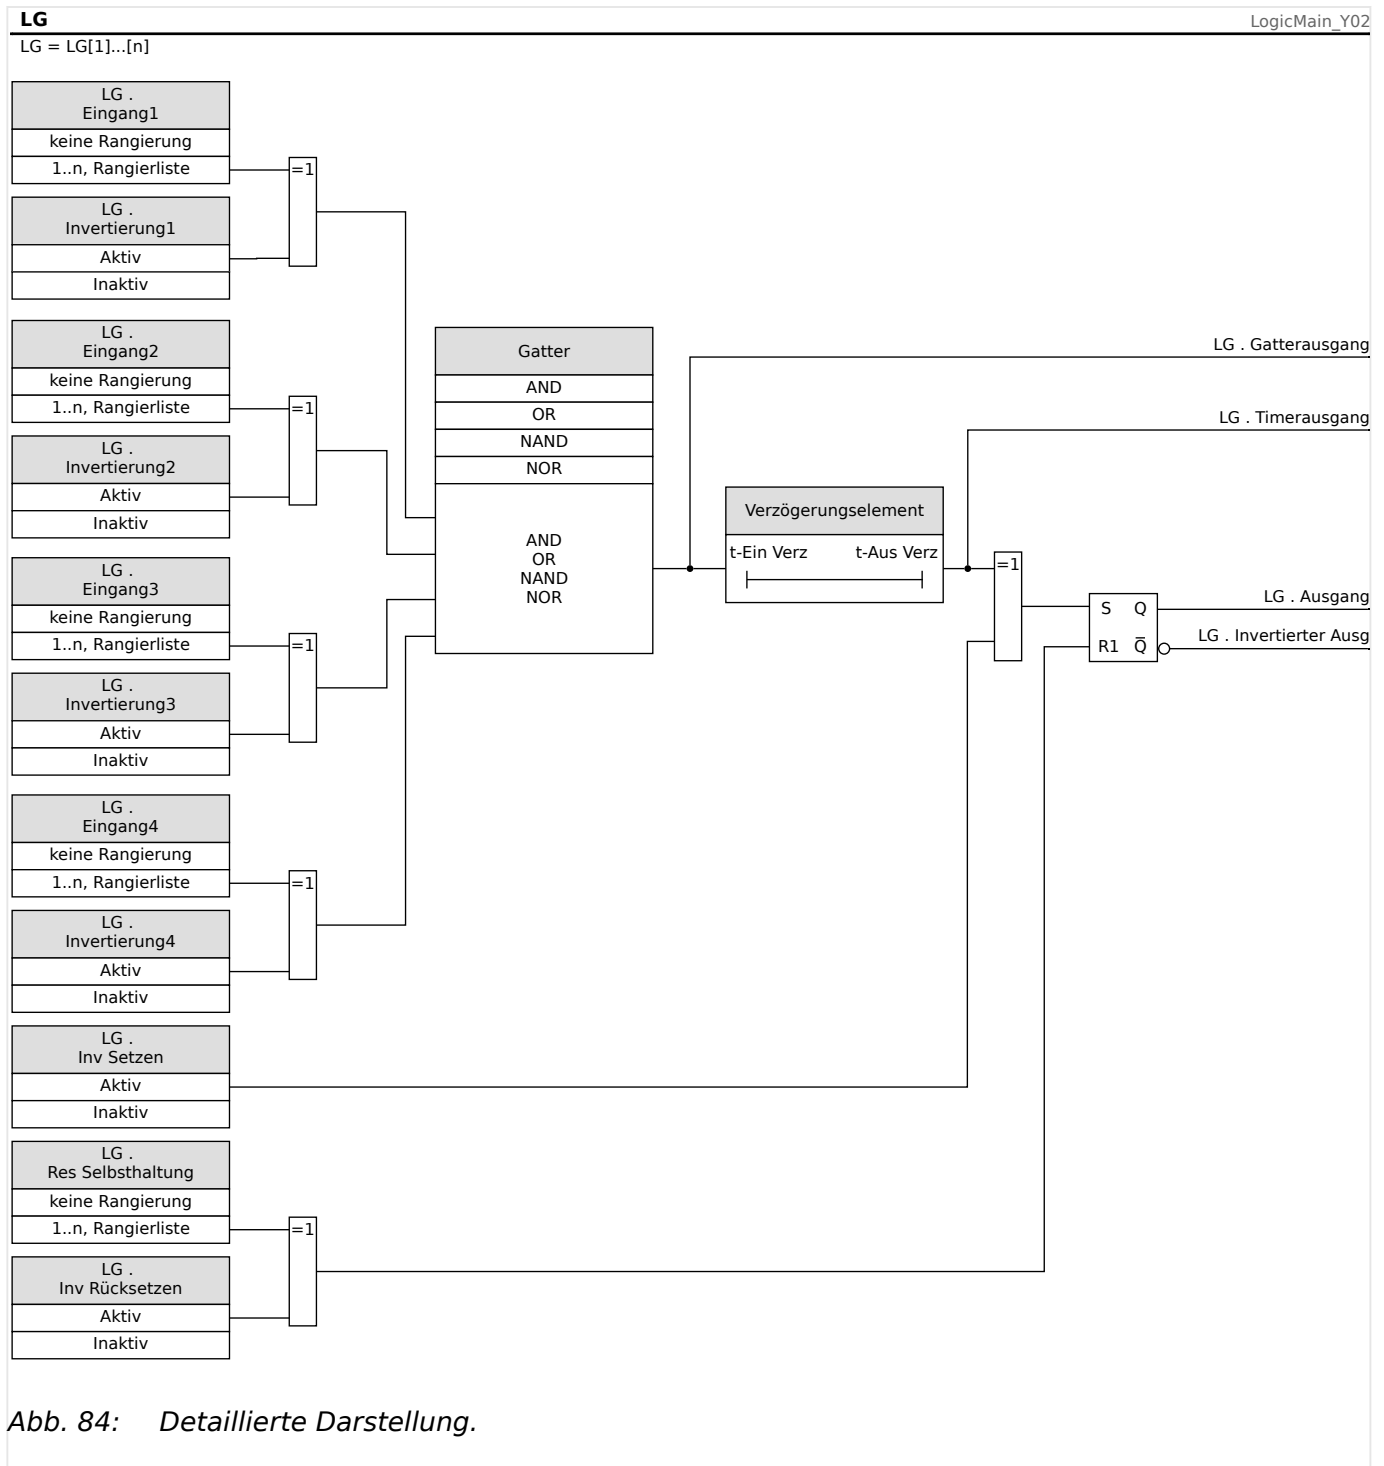 LG
LogicMain_Y02
LG = LG[1]...[n]
LG .
Eingang1
keine Rangierung
1..n, Rangierliste
=1
LG .
Invertierung1
Aktiv
Inaktiv
LG .
Eingang2
keine Rangierung
1..n, Rangierliste
=1
LG .
Invertierung2
Aktiv
Inaktiv
LG .
Eingang3
keine Rangierung
1..n, Rangierliste
=1
LG .
Invertierung3
Aktiv
Inaktiv
LG .
Eingang4
keine Rangierung
1..n, Rangierliste
=1
LG .
Invertierung4
Aktiv
Inaktiv
LG .
Inv Setzen
Aktiv
Inaktiv
LG .
Res Selbsthaltung
keine Rangierung
1..n, Rangierliste
=1
LG .
Inv Rücksetzen
Aktiv
Inaktiv
Gatter
AND
OR
NAND
NOR
AND
OR
NAND
NOR
Verzögerungselement
t-Ein Verz t-Aus Verz
=1
S Q
R1 Q̅
LG . Gatterausgang
LG . Timerausgang
LG . Ausgang
LG . Invertierter Ausg
Abb. 84: Detaillierte Darstellung.